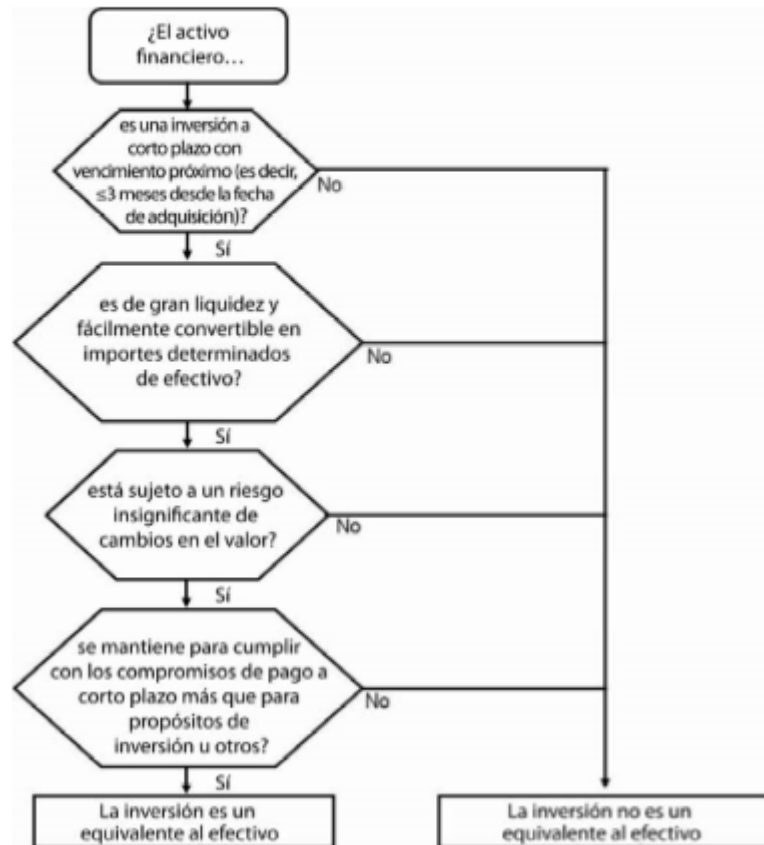 ¿El activo
financiero…
es una inversión a
corto plazo con
vencimiento próximo (es decir,
≤3 meses desde la fecha
de adquisición)?
No
Sí
es de gran liquidez y
fácilmente convertible en
importes determinados
de efectivo?
No
Sí
está sujeto a un riesgo
insignificante de
cambios en el valor?
No
Sí
se mantiene para cumplir
con los compromisos de pago a
corto plazo más que para
propósitos de
inversión u otros?
No
Sí
La inversión es un
equivalente al efectivo
La inversión no es un
equivalente al efectivo